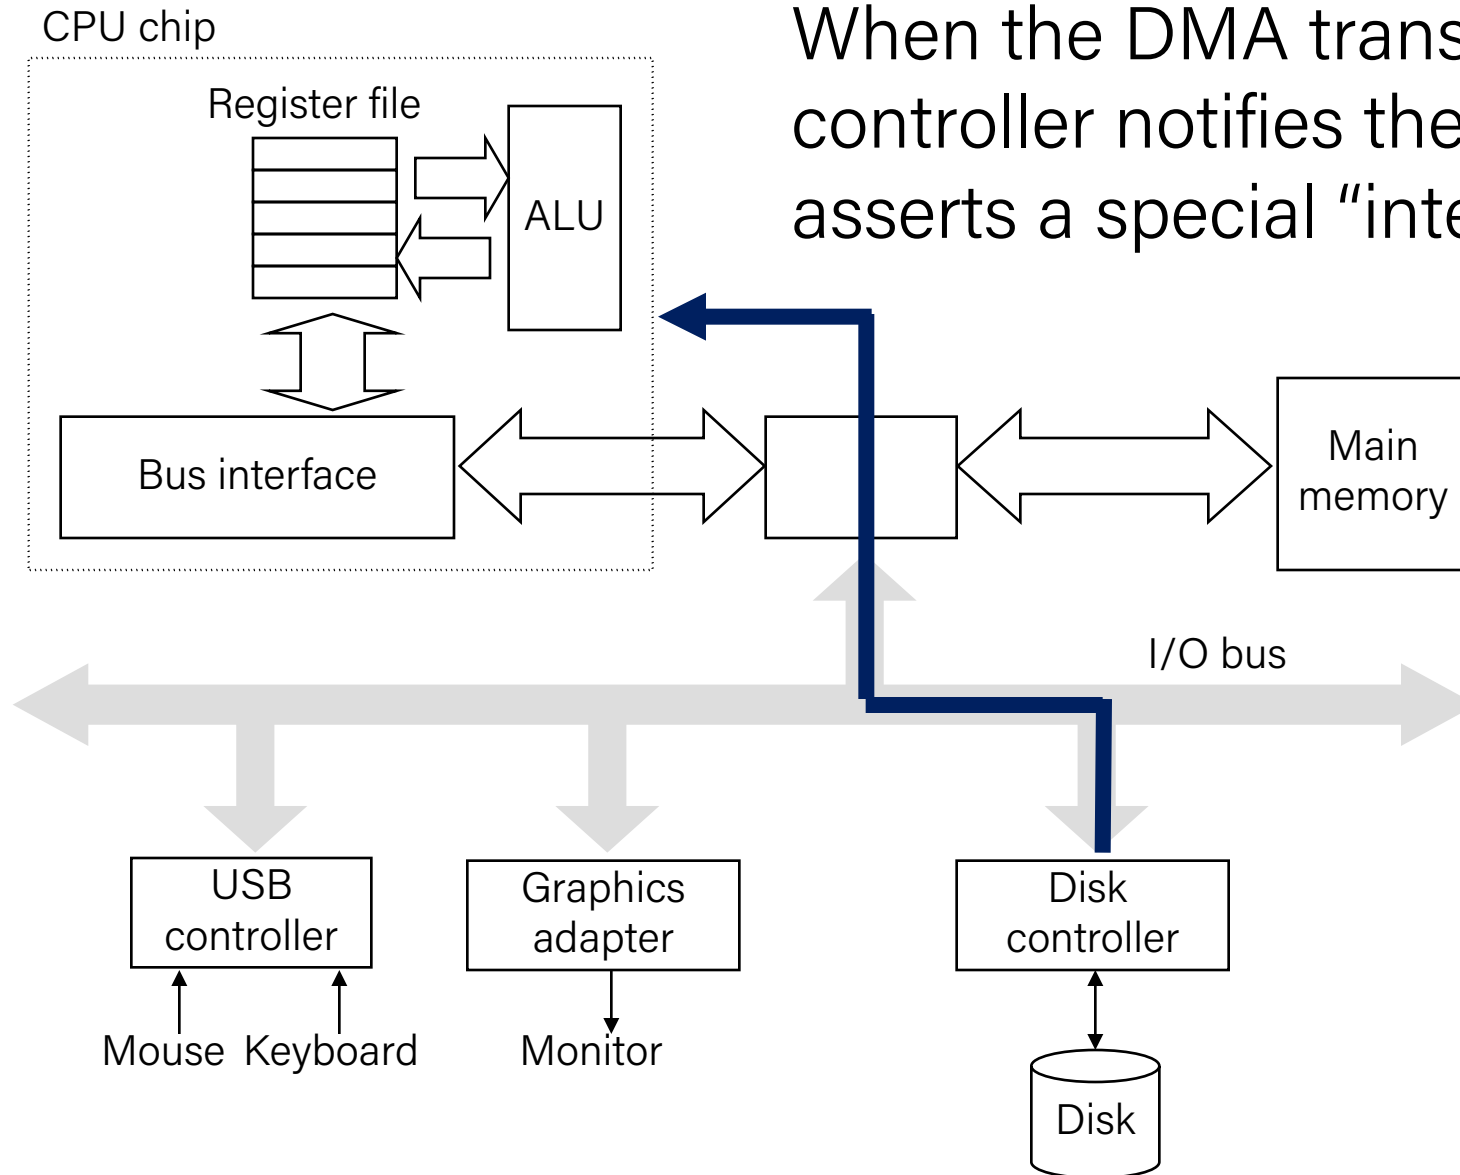 CPU chip
When the DMA trans
controller notifies the
asserts a special “inte
Register file
ALU
Bus interface
Main
memory
I/O bus
USB
controller
Graphics
adapter
Disk
controller
Mouse
Keyboard
Monitor
Disk